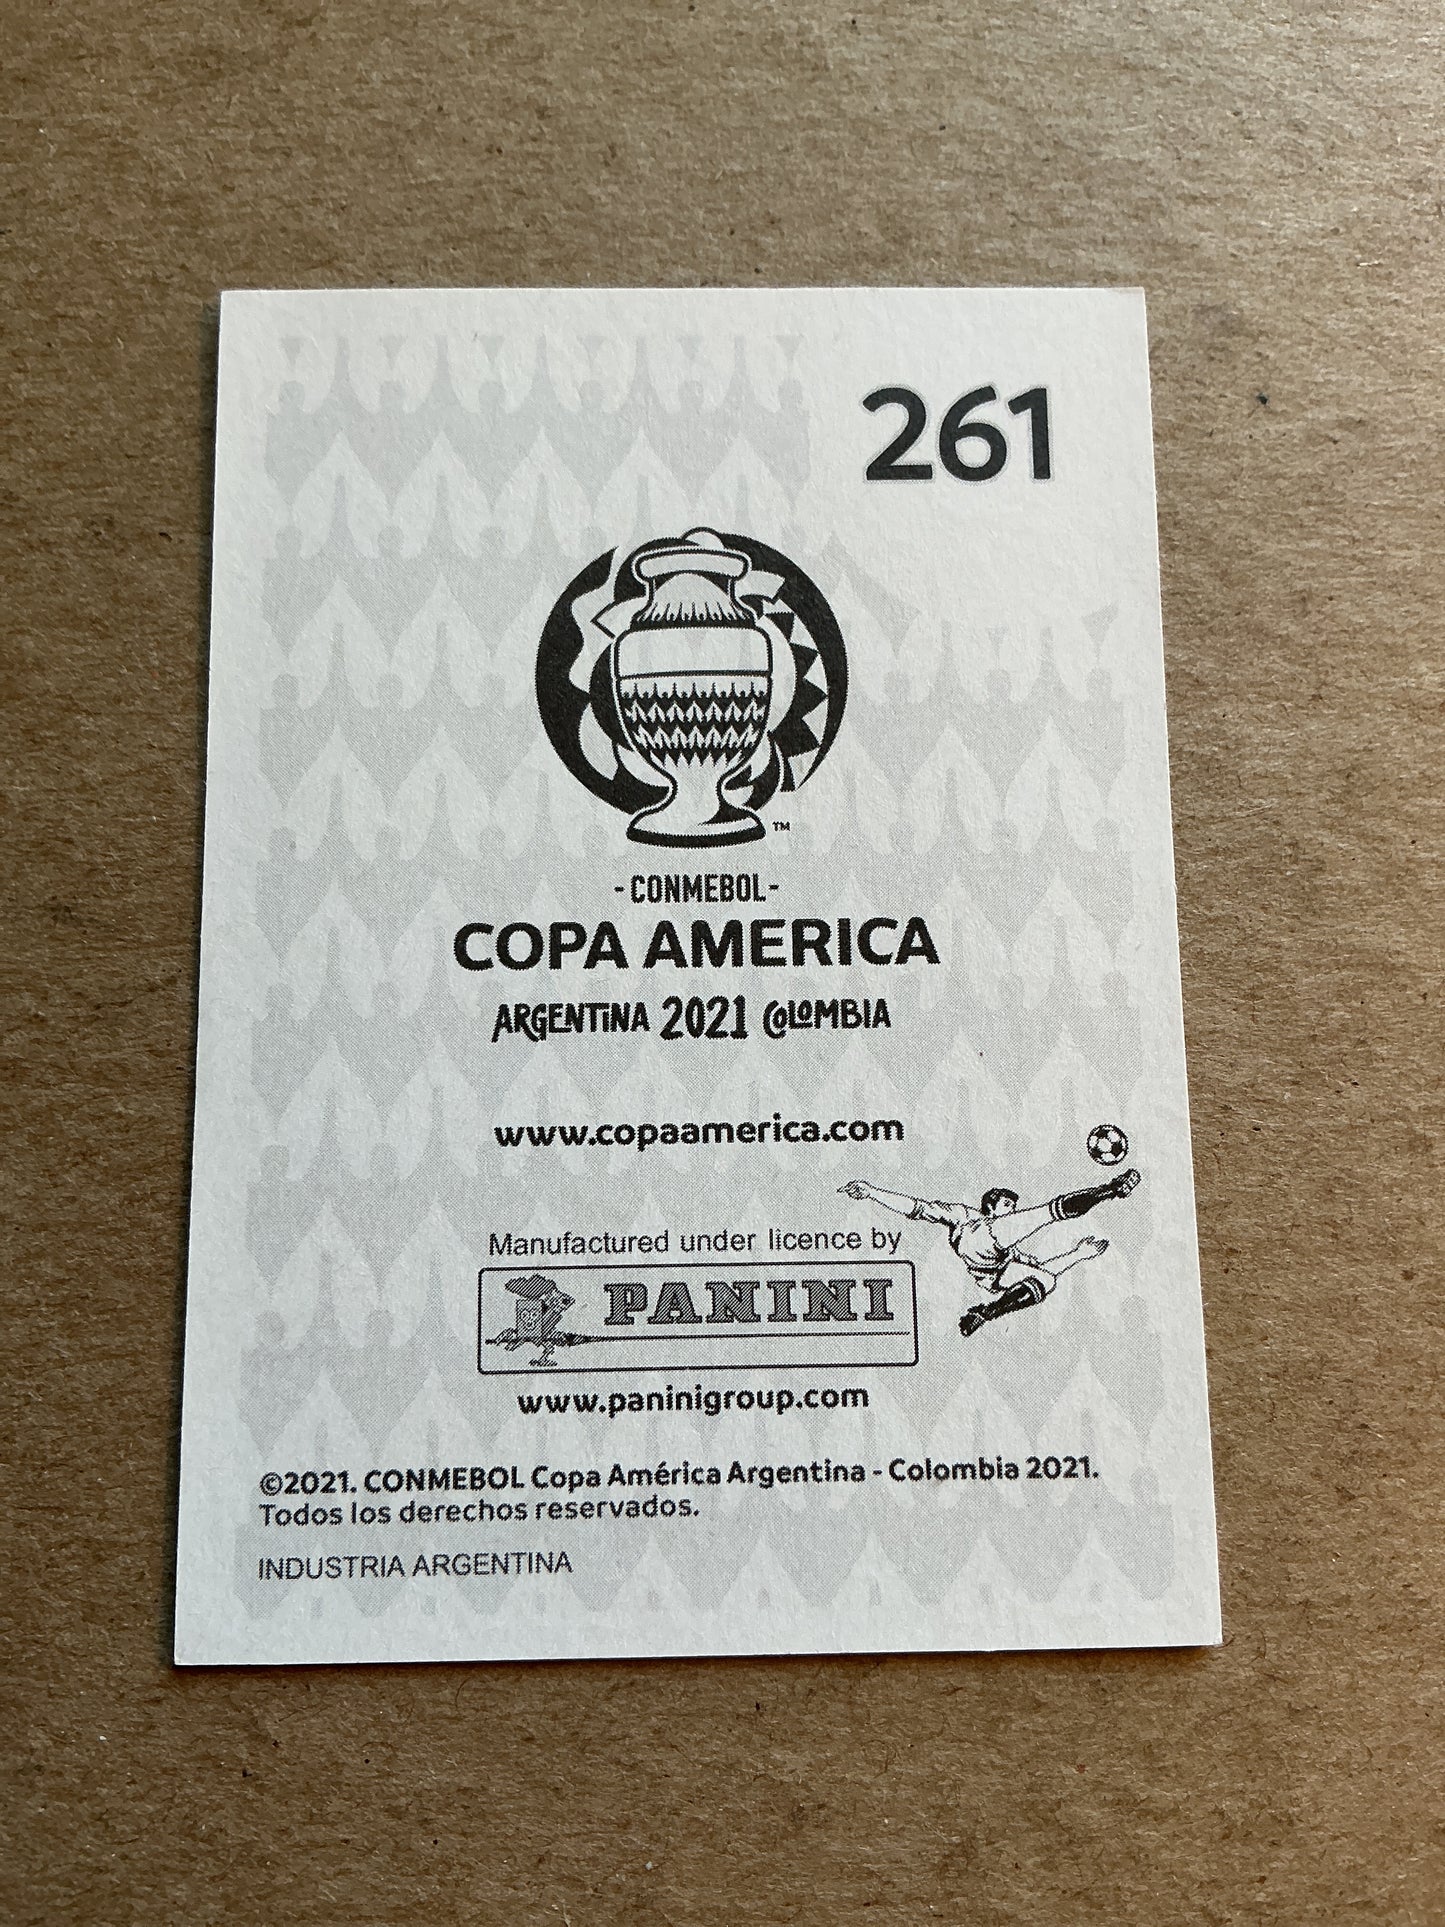 261
TM
-CONMEBOL-
COPA AMERICA
ARGENTINA 2021 COLOMBIA
www.copaamerica.com
Manufactured under licence by
PANINI
www.paninigroup.com
©2021. CONMEBOL Copa América Argentina - Colombia 2021.
Todos los derechos reservados.
INDUSTRIA ARGENTINA